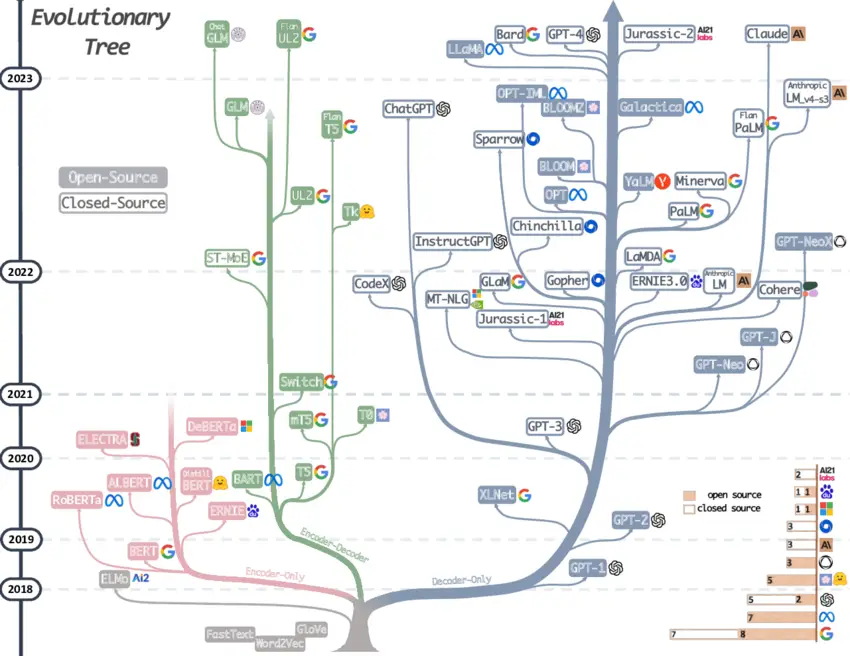 Evolutionary
Tree
2023
2022
2021
2020
2019
2018
Open-Source
Closed-Source
Chat
GLM
Flan
UL2
GLM
Flan
T5
UL2
Tk
ST-MoE
Switch
mT5
T0
BART
T5
Encoder-Decoder
ELECTRA
DeBERTa
ALBERT
Distill
BERT
RoBERTa
ERNIE
BERT
Encoder-Only
ELMo
Ai2
FastText
Word2Vec
GloVe
Decoder-Only
ChatGPT
InstructGPT
CodeX
MT-NLG
GLaM
Gopher
Jurassic-1
AI21
labs
GPT-3
XLNet
GPT-2
GPT-1
LLaMA
Bard
GPT-4
Jurassic-2
AI21
labs
Claude
AI
OPT-IML
BLOOMZ
Galactica
Anthropic
LM_v4-s3
AI
Sparrow
Flan
PaLM
BLOOM
OPT
YaLM
Y
Minerva
PaLM
Chinchilla
LaMDA
GPT-NeoX
ERNIE3.0
Anthropic
LM
AI
Cohere
GPT-J
GPT-Neo
open source
closed source
2
AI21
labs
1 1
1 1
3
3
AI
3
5
5 2
7
7 8